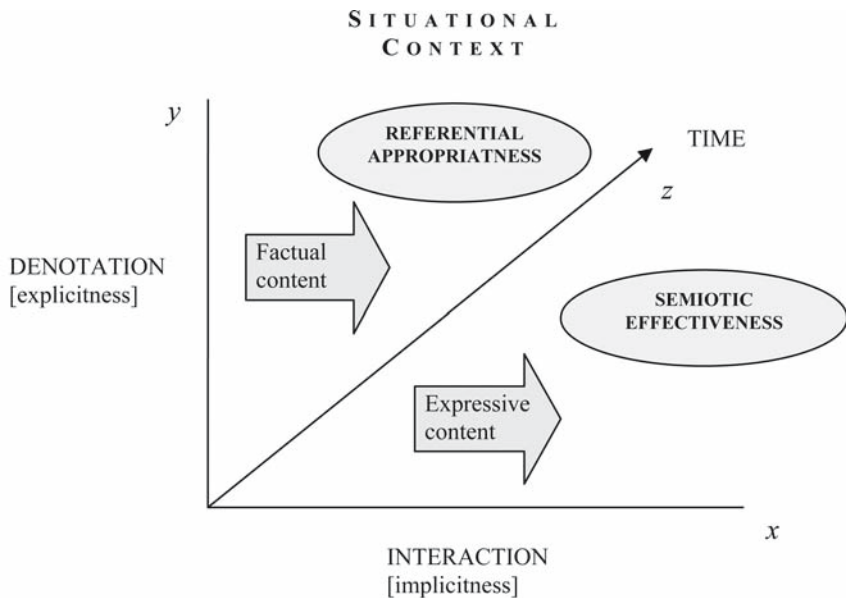 SITUATIONAL
CONTEXT
y
REFERENTIAL
APPROPRIATNESS
TIME
z
Factual
content
DENOTATION
[explicitness]
SEMIOTIC
EFFECTIVENESS
Expressive
content
x
INTERACTION
[implicitness]